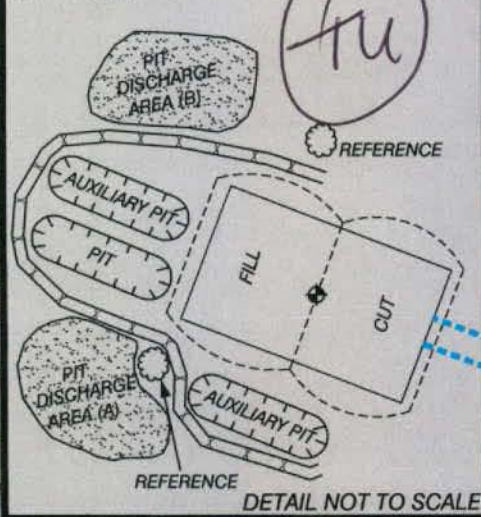 PIT
DISCHARGE
AREA (B)
REFERENCE
AUXILIARY PIT
PIT
FILL
CUT
PIT
DISCHARGE
AREA (A)
AUXILIARY PIT
REFERENCE
DETAIL NOT TO SCALE